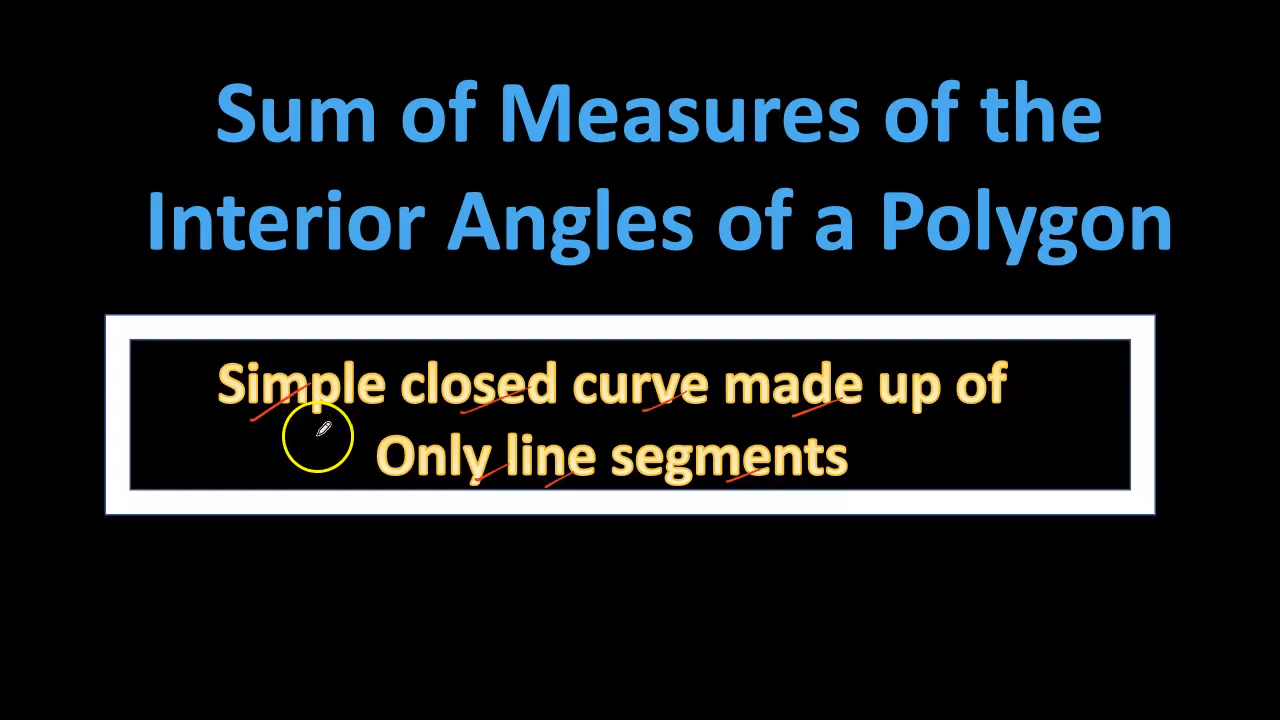 Sum of Measures of the
Interior Angles of a Polygon
Simple closed curve made up of
Only line segments